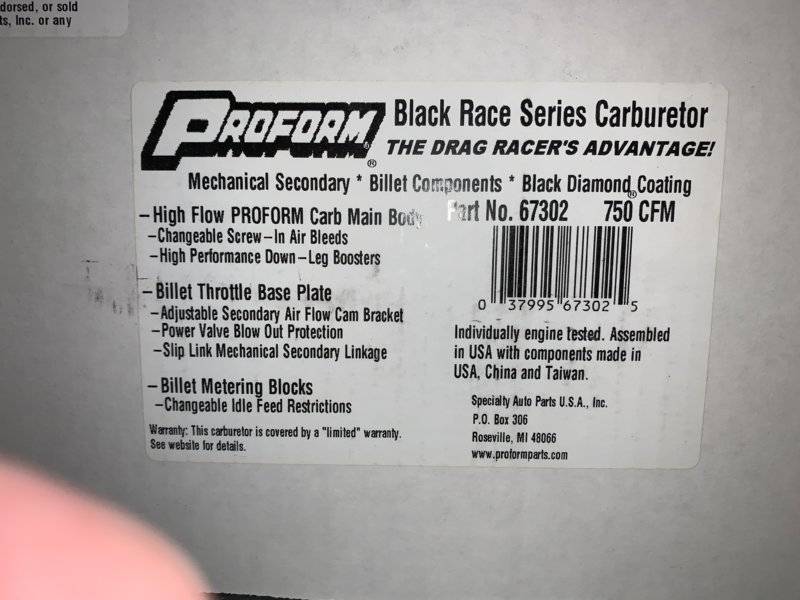 dorsed, or sold
ts, Inc. or any
PROFORM®
Black Race Series Carburetor
THE DRAG RACER'S ADVANTAGE!
Mechanical Secondary * Billet Components * Black Diamond® Coating
–High Flow PROFORM Carb Main Body
–Changeable Screw–In Air Bleeds
–High Performance Down–Leg Boosters
–Billet Throttle Base Plate
–Adjustable Secondary Air Flow Cam Bracket
–Power Valve Blow Out Protection
–Slip Link Mechanical Secondary Linkage
–Billet Metering Blocks
–Changeable Idle Feed Restrictions
Warranty: This carburetor is covered by a "limited" warranty.
See website for details.
Part No. 67302 750 CFM
0 37995 67302 5
Individually engine tested. Assembled
in USA with components made in
USA, China and Taiwan.
Specialty Auto Parts U.S.A., Inc.
P.O. Box 306
Roseville, MI 48066
www.proformparts.com